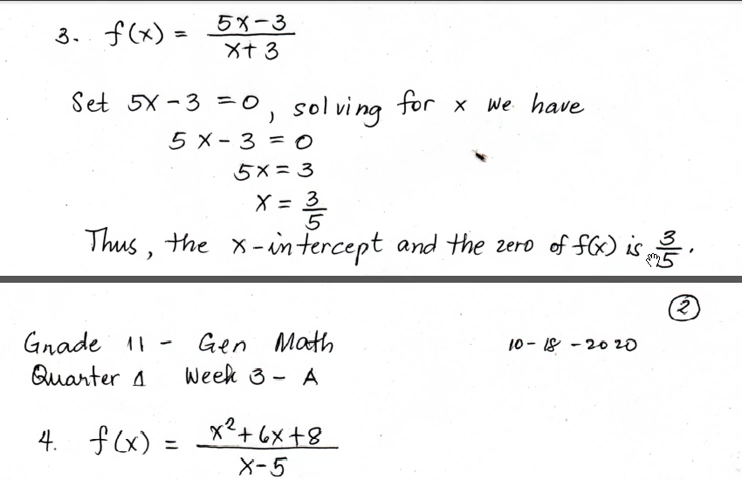 3. f(x) = 5x-3 / x+3
Set 5x-3 = 0, solving for x we have
5x-3 = 0
5x = 3
x = 3/5
Thus, the x-intercept and the zero of f(x) is 3/5.
2
Grade 11 - Gen Math 10-18-2020
Quarter 1 Week 3 - A
4. f(x) = x²+6x+8 / x-5